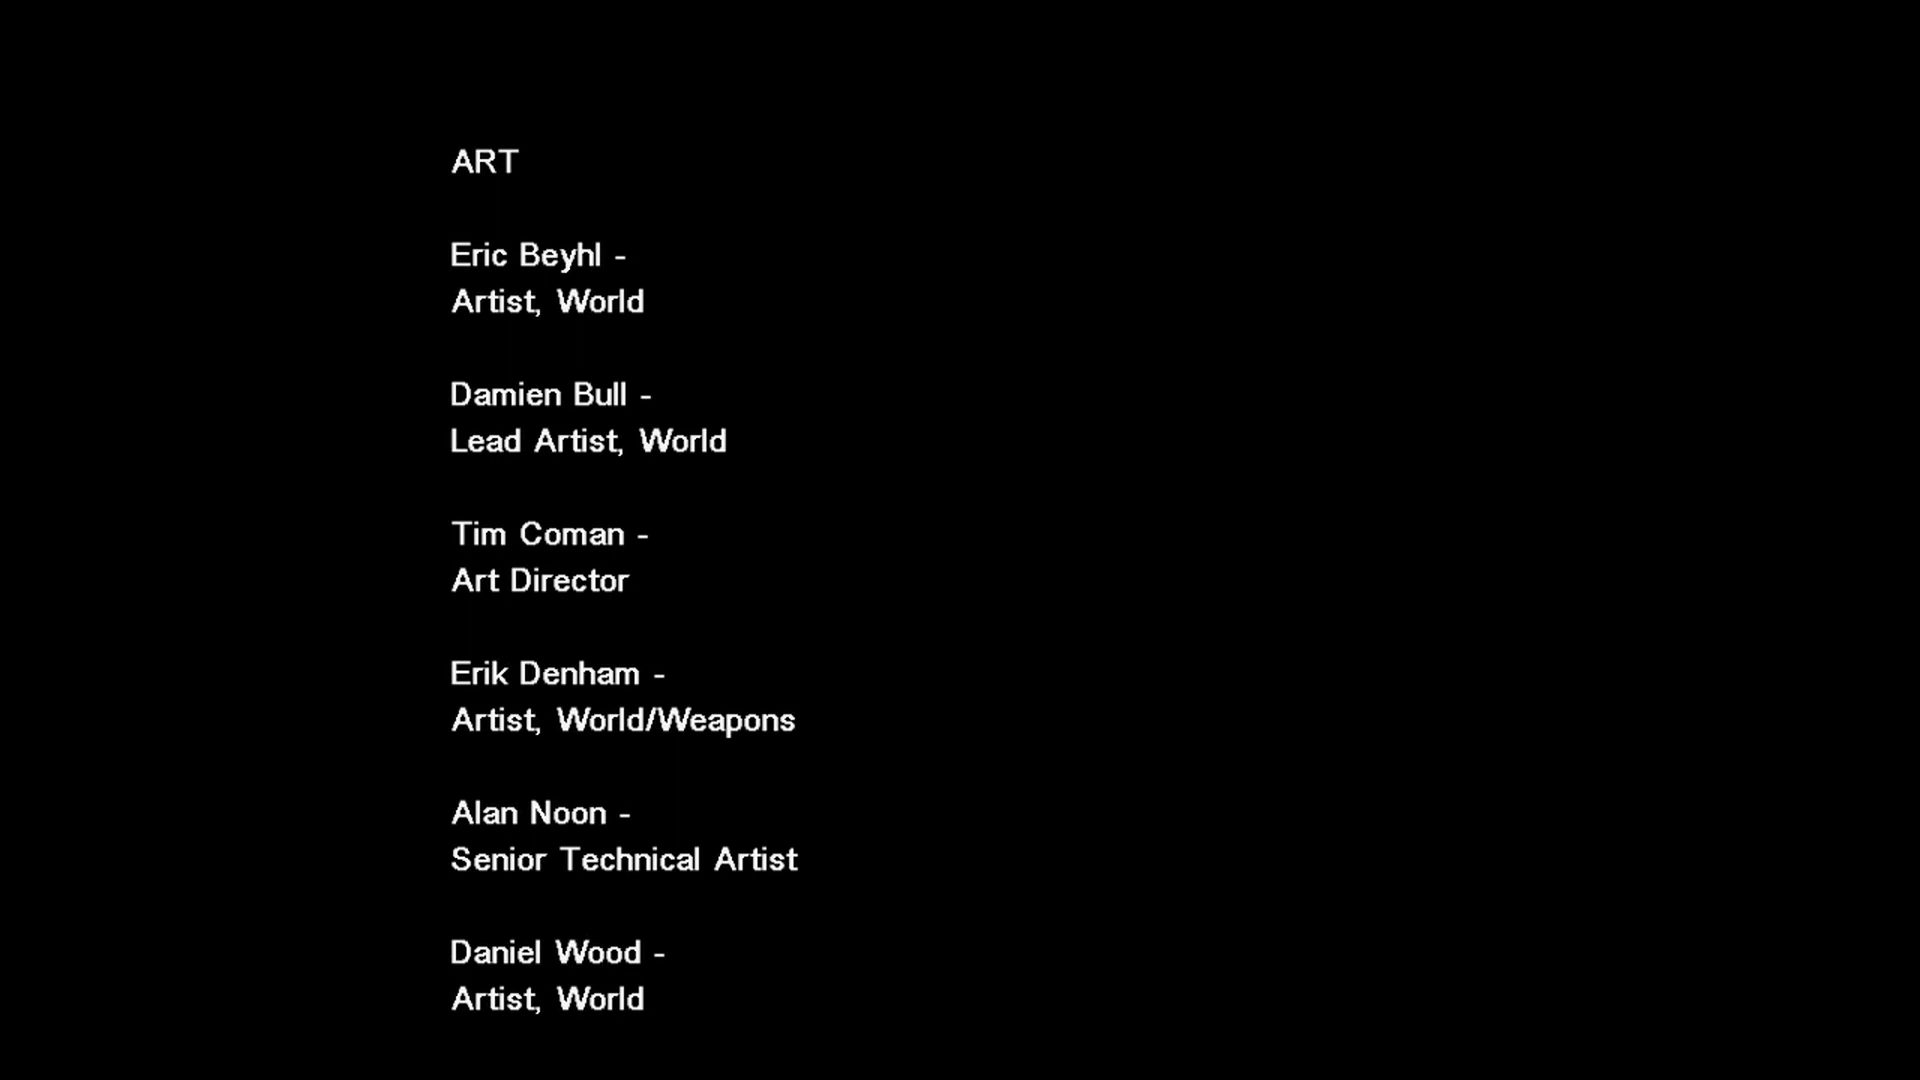 ART
Eric Beyhl -
Artist, World
Damien Bull -
Lead Artist, World
Tim Coman -
Art Director
Erik Denham -
Artist, World/Weapons
Alan Noon -
Senior Technical Artist
Daniel Wood -
Artist, World